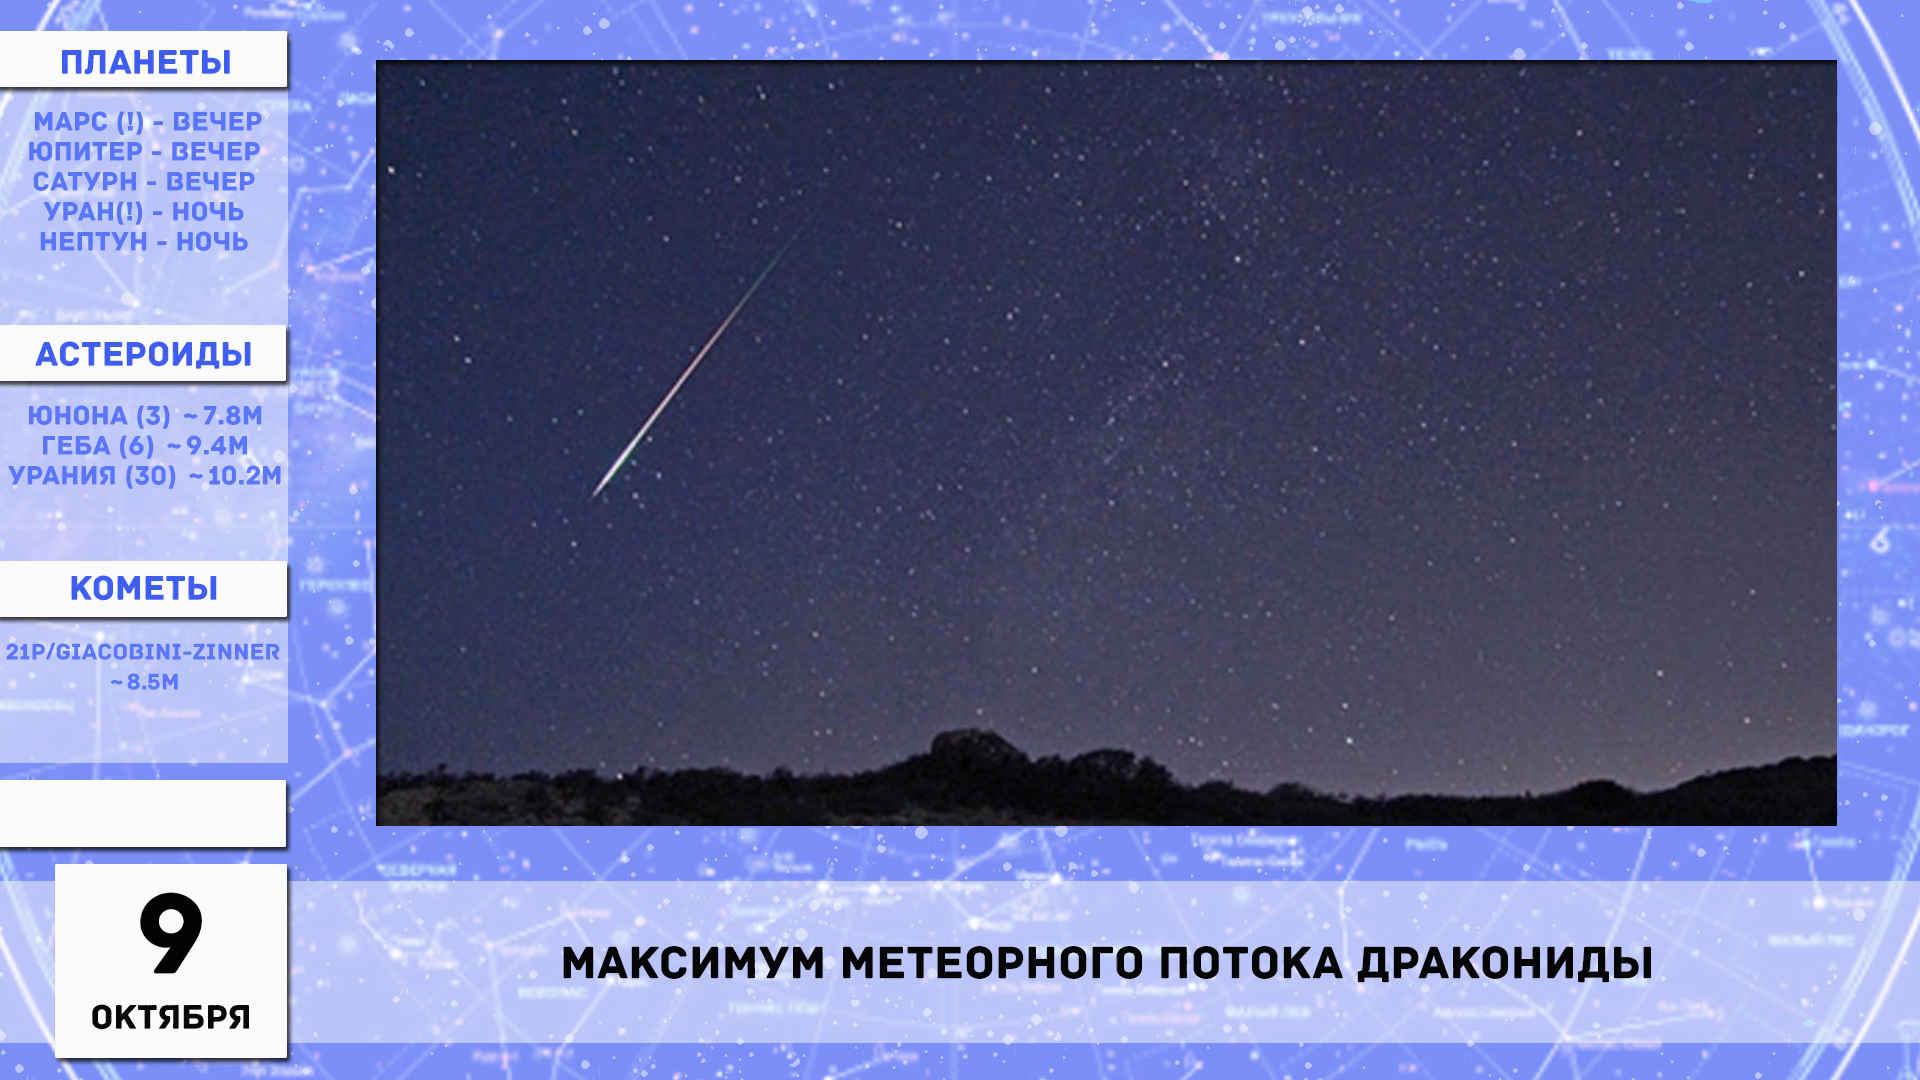 ПЛАНЕТЫ
МАРС (!) - ВЕЧЕР
ЮПИТЕР - ВЕЧЕР
САТУРН - ВЕЧЕР
УРАН(!) - НОЧЬ
НЕПТУН - НОЧЬ
АСТЕРОИДЫ
ЮНОНА (3) ~7.8M
ГЕБА (6) ~9.4M
УРАНИЯ (30) ~10.2M
КОМЕТЫ
21P/GIACOBINI-ZINNER
~8.5M
9
ОКТЯБРЯ
МАКСИМУМ МЕТЕОРНОГО ПОТОКА ДРАКОНИДЫ